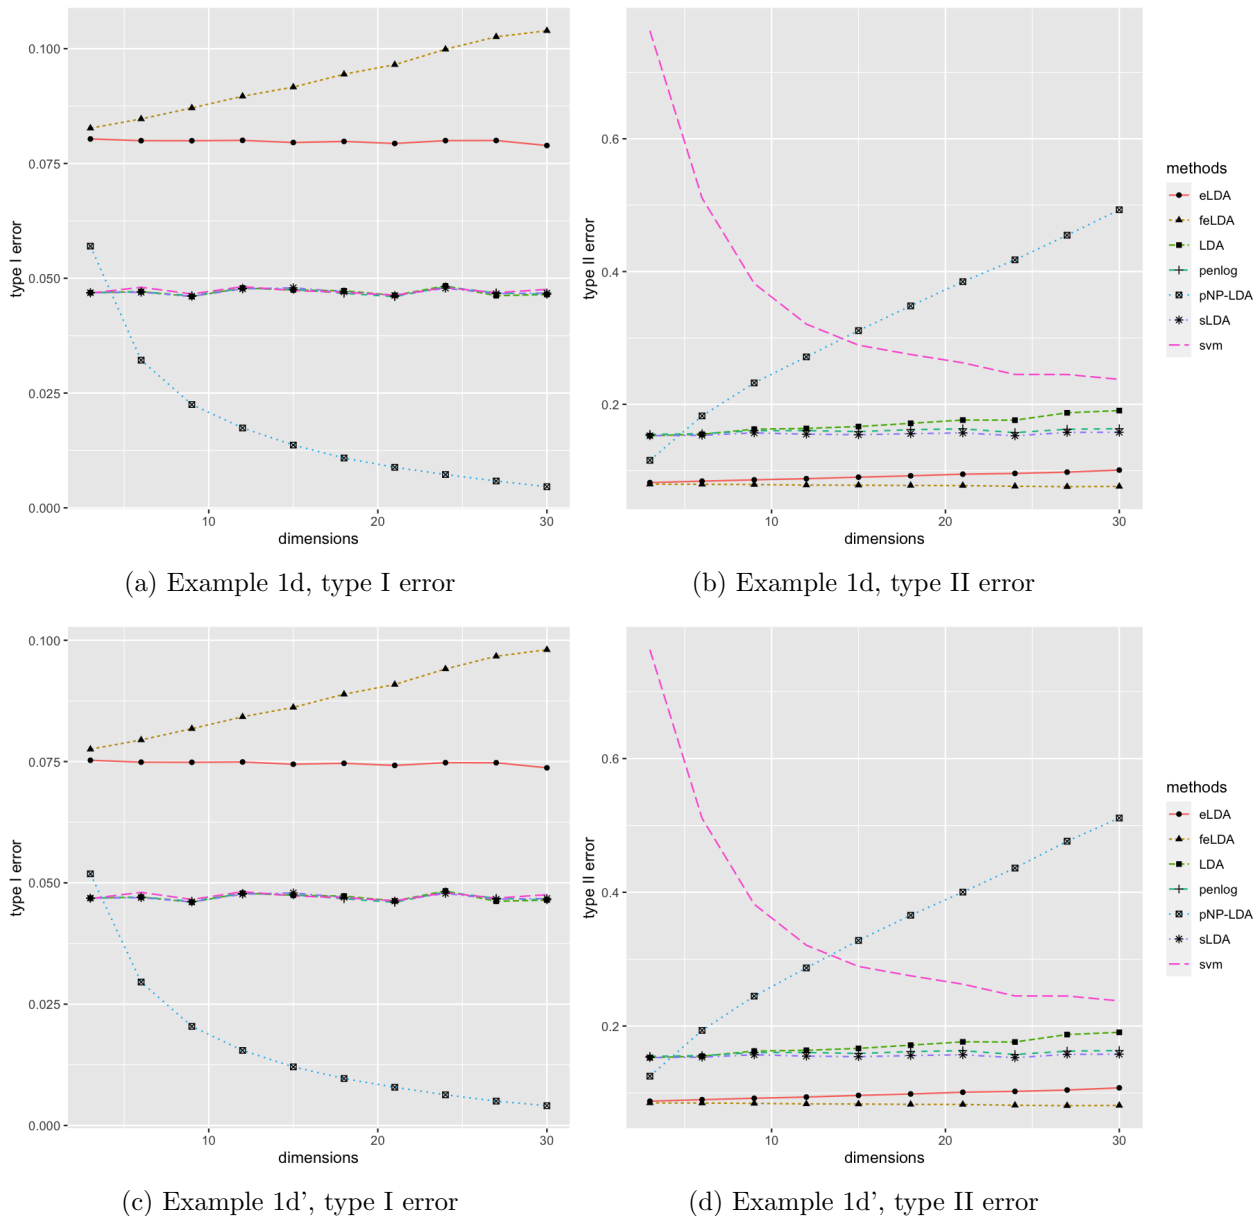 0.100
0.075
0.050
0.025
0.000
type I error
10
20
30
dimensions
(a) Example 1d, type I error
0.6
0.4
0.2
type II error
10
20
30
dimensions
(b) Example 1d, type II error
methods
eLDA
feLDA
LDA
penlog
pNP-LDA
sLDA
svm
0.100
0.075
0.050
0.025
0.000
type I error
10
20
30
dimensions
(c) Example 1d’, type I error
0.6
0.4
0.2
type II error
10
20
30
dimensions
(d) Example 1d’, type II error
methods
eLDA
feLDA
LDA
penlog
pNP-LDA
sLDA
svm